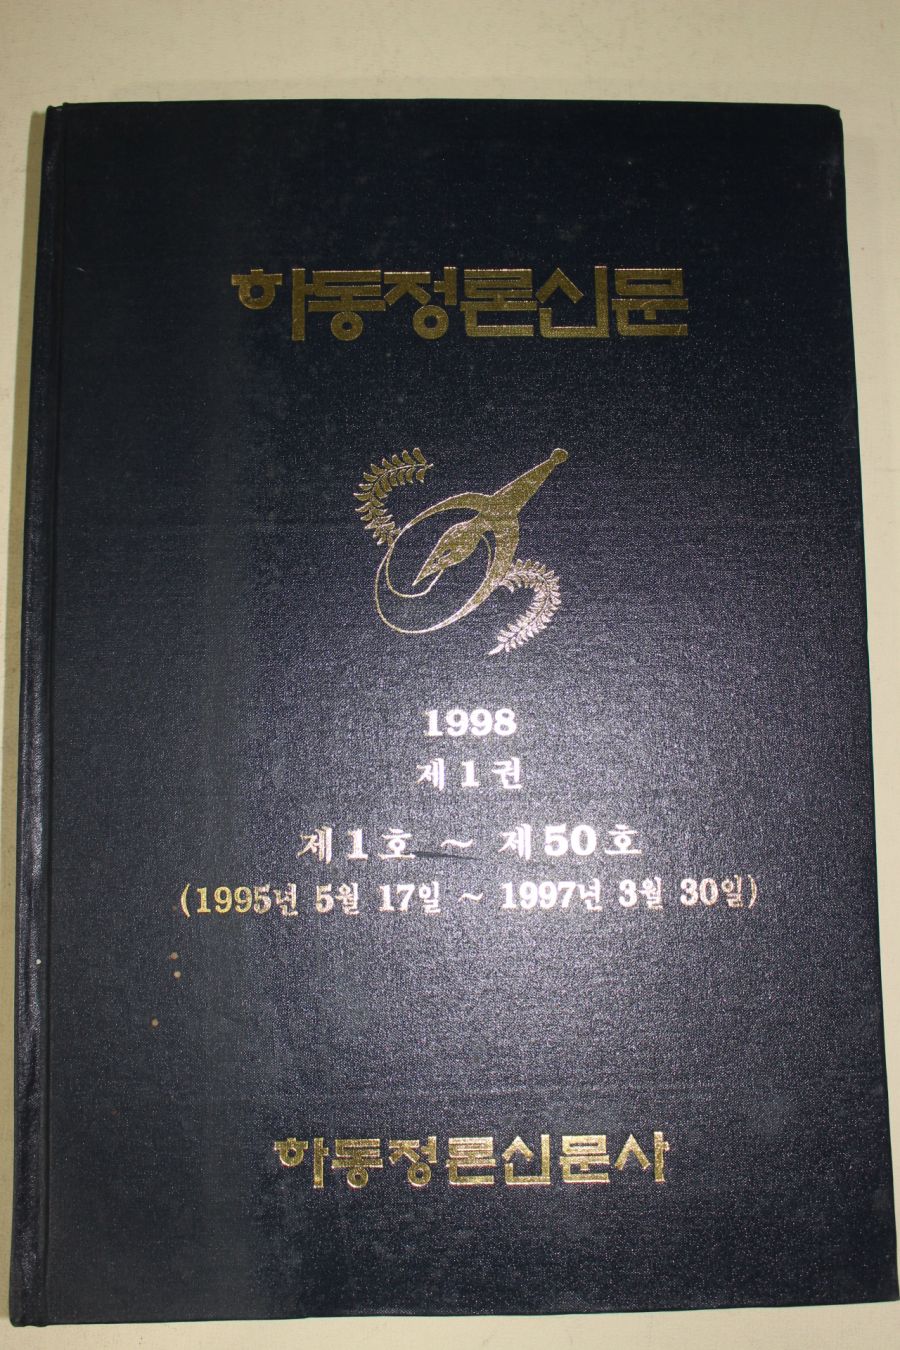 하동정론신문
1998
제1권
제1호 ~ 제50호
(1995년 5월 17일 ~ 1997년 3월 30일)
하동정론신문사